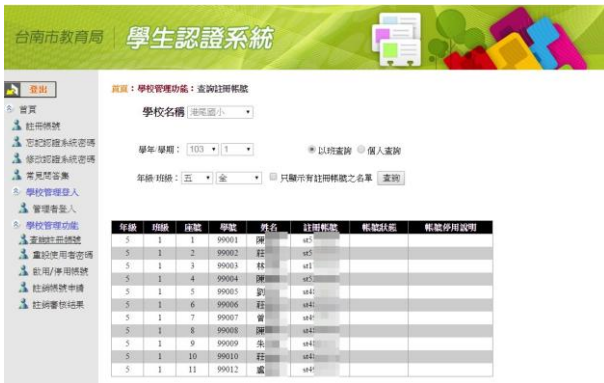 台南市教育局 學生認證系統
登出
首頁
註冊帳號
忘記認證系統密碼
修改認證系統密碼
常見問答集
學校管理登入
管理者登入
學校管理功能
查詢註冊帳號
重設使用者密碼
啟用/停用帳號
註銷帳號申請
註銷審核結果
首頁：學校管理功能：查詢註冊帳號
學校名稱 港尾國小
學年/學期： 103 1 以班查詢 個人查詢
年級/班級： 五 全 只顯示有註冊帳號之名單 查詢
年級 班級 座號 學號 姓名 註冊帳號 帳號狀態 帳號停用說明
5 1 1 99001 陳 st5
5 1 2 99002 莊 st5
5 1 3 99003 林 st1
5 1 4 99004 陳 st5
5 1 5 99005 劉 st4
5 1 6 99006 莊 st4
5 1 7 99007 曾 st4
5 1 8 99008 陳 st4
5 1 9 99009 朱 st4
5 1 10 99010 莊 st4
5 1 11 99012 盧 st4